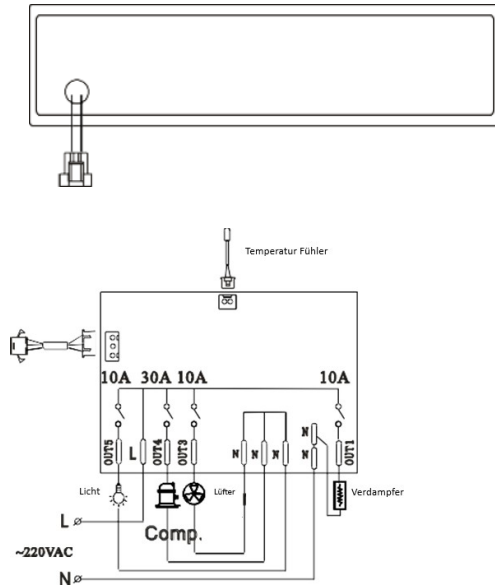 Temperatur Fühler
10A 30A 10A 10A
OUT5 L OUT4 OUT3 N N N N N OUT1
Licht Lüfter Verdampfer
L
Comp.
~220VAC
N